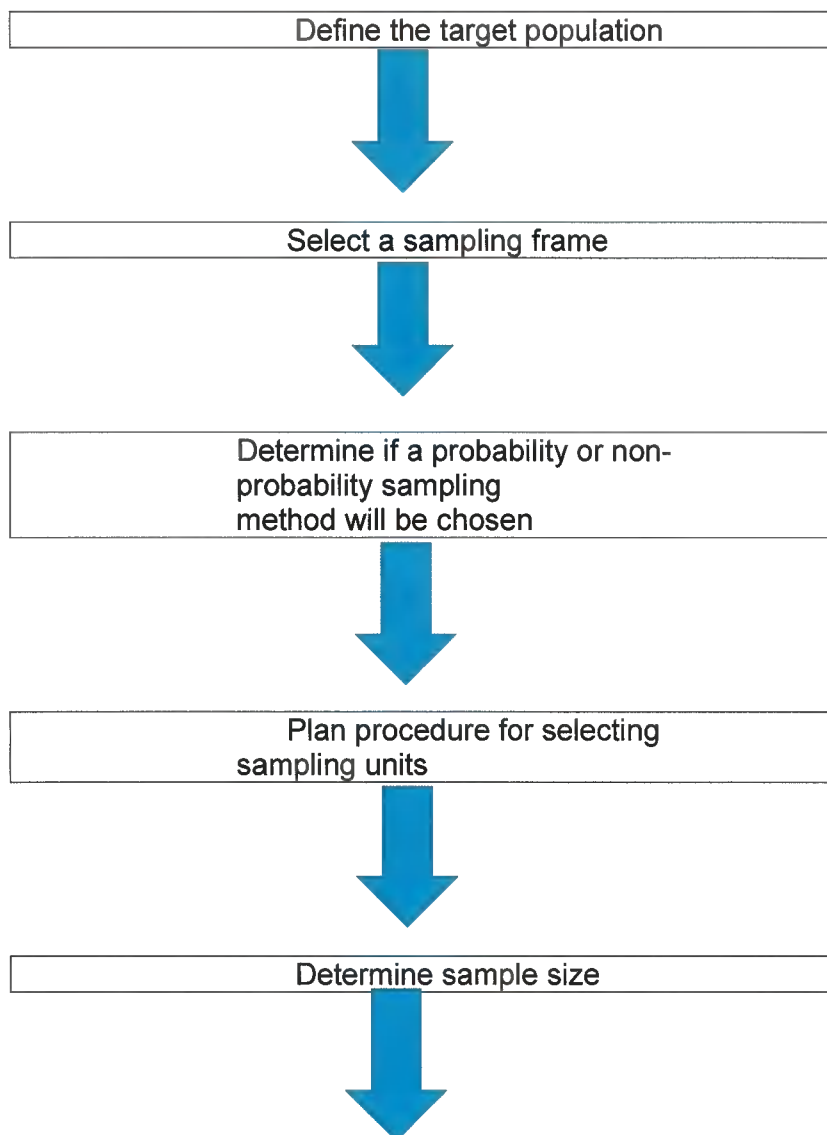 Define the target population
Select a sampling frame
Determine if a probability or non-
probability sampling
method will be chosen
Plan procedure for selecting
sampling units
Determine sample size